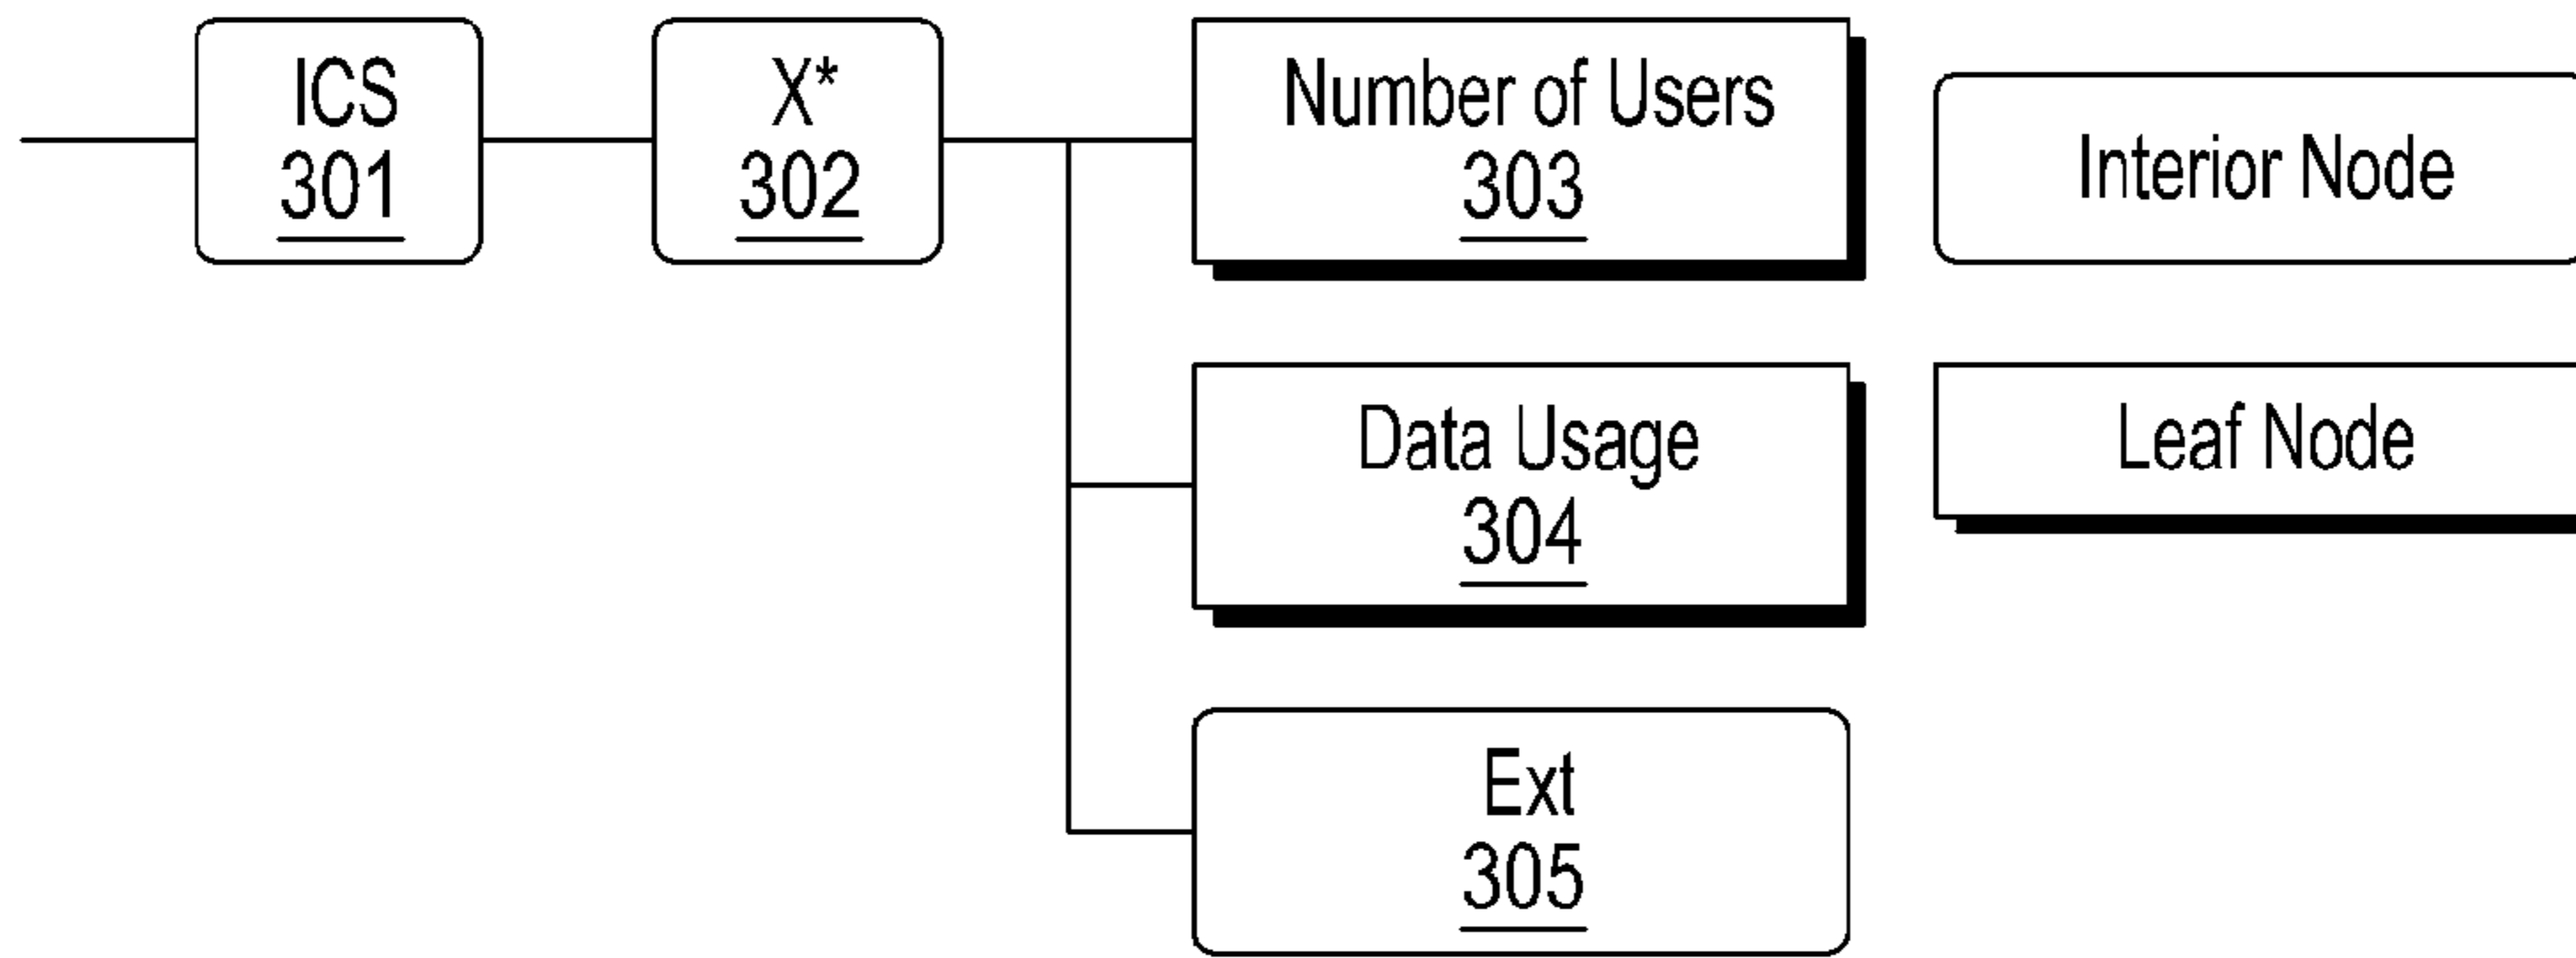 ICS
301
X*
302
Number of Users
303
Interior Node
Data Usage
304
Leaf Node
Ext
305